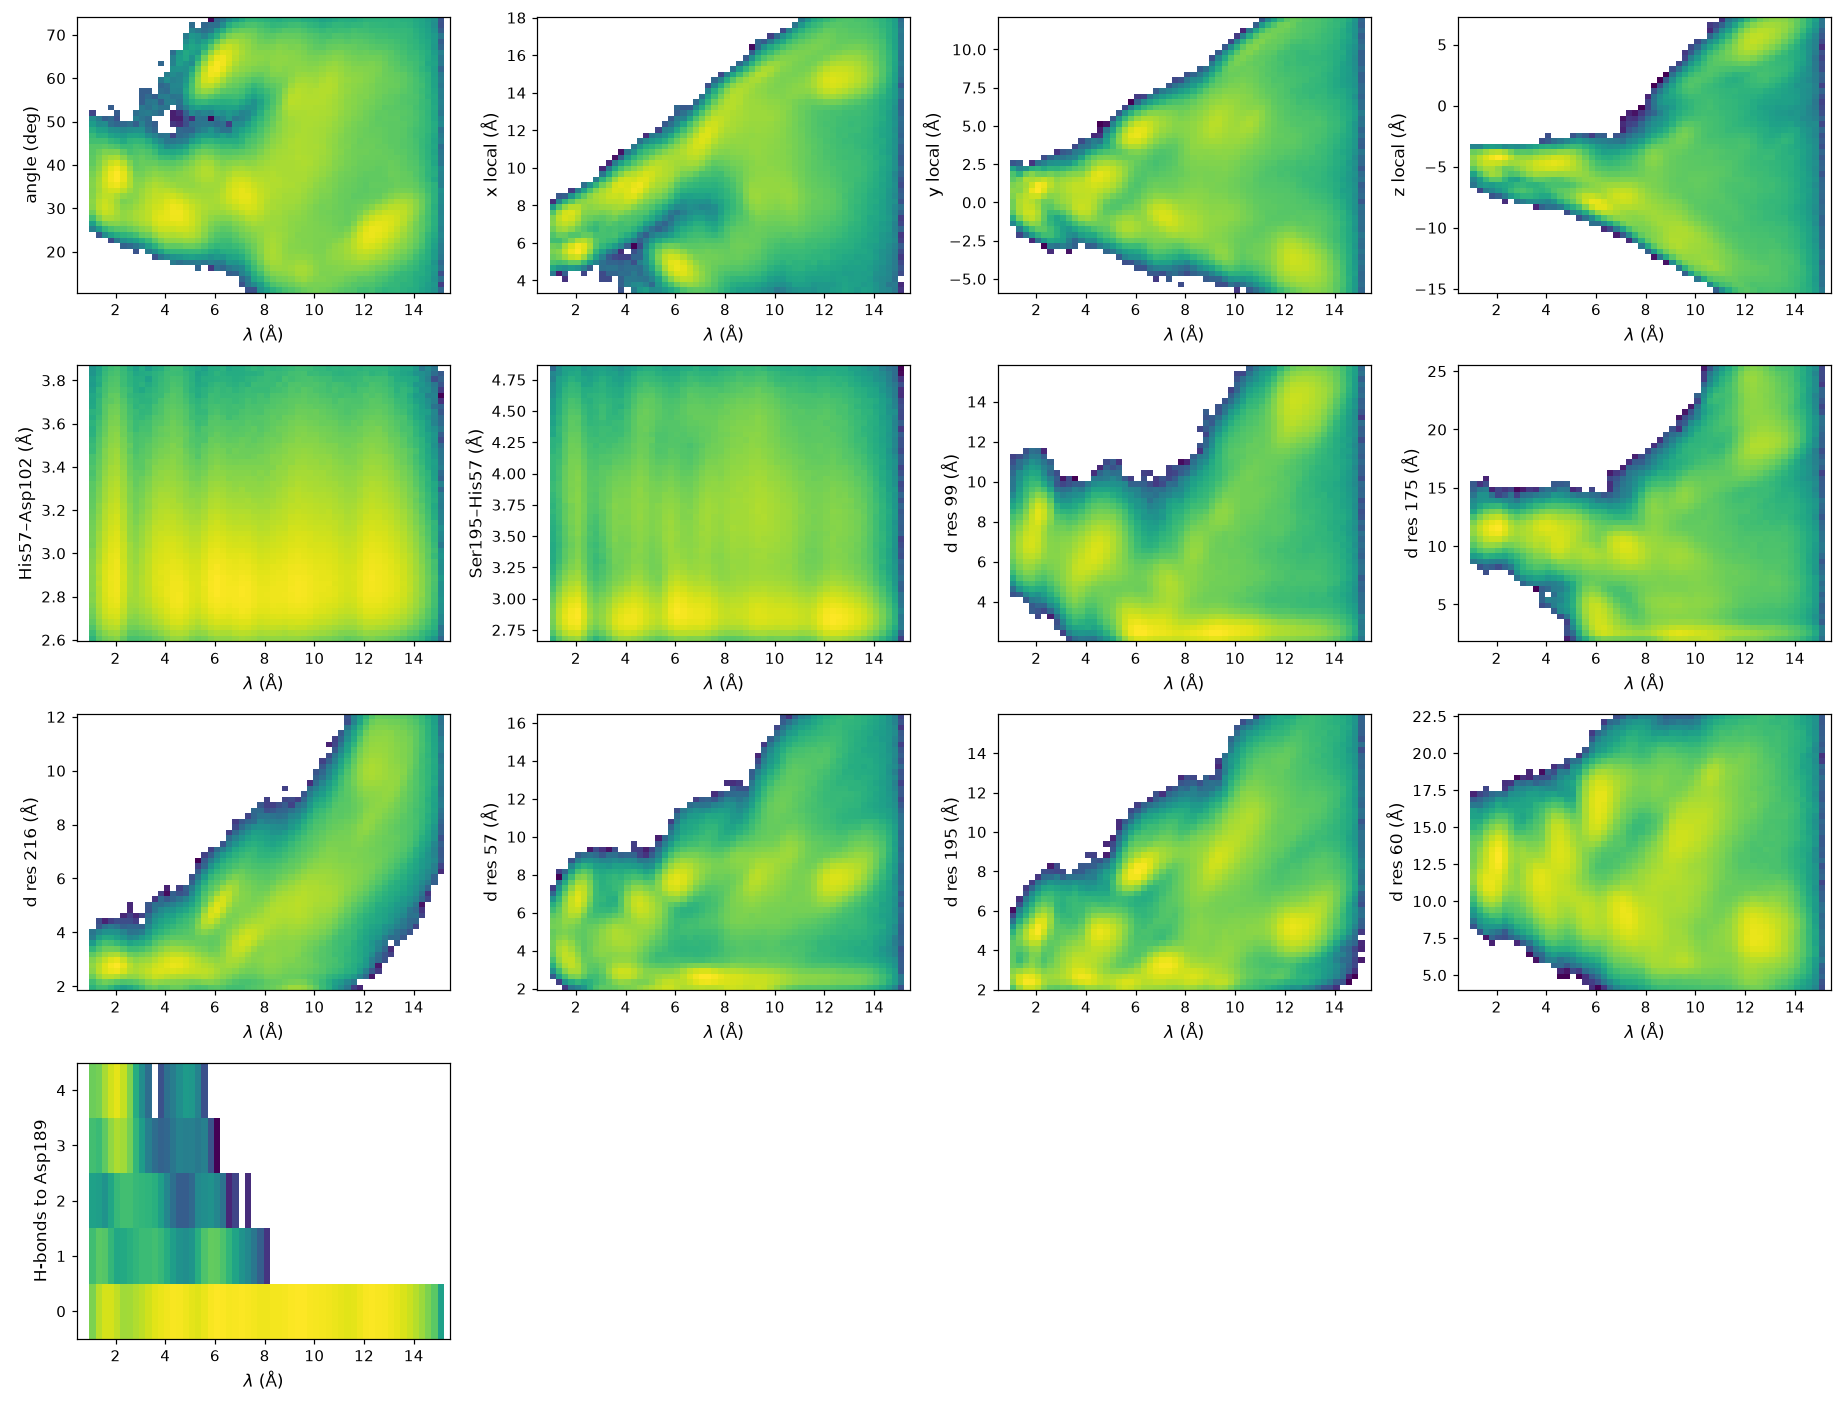 angle (deg)
70
60
50
40
30
20
2 4 6 8 10 12 14
λ (Å)
x local (Å)
18
16
14
12
10
8
6
4
2 4 6 8 10 12 14
λ (Å)
y local (Å)
10.0
7.5
5.0
2.5
0.0
−2.5
−5.0
2 4 6 8 10 12 14
λ (Å)
z local (Å)
5
0
−5
−10
−15
2 4 6 8 10 12 14
λ (Å)
His57–Asp102 (Å)
3.8
3.6
3.4
3.2
3.0
2.8
2.6
2 4 6 8 10 12 14
λ (Å)
Ser195–His57 (Å)
4.75
4.50
4.25
4.00
3.75
3.50
3.25
3.00
2.75
2 4 6 8 10 12 14
λ (Å)
d res 99 (Å)
14
12
10
8
6
4
2 4 6 8 10 12 14
λ (Å)
d res 175 (Å)
25
20
15
10
5
2 4 6 8 10 12 14
λ (Å)
d res 216 (Å)
12
10
8
6
4
2
2 4 6 8 10 12 14
λ (Å)
d res 57 (Å)
16
14
12
10
8
6
4
2
2 4 6 8 10 12 14
λ (Å)
d res 195 (Å)
14
12
10
8
6
4
2
2 4 6 8 10 12 14
λ (Å)
d res 60 (Å)
22.5
20.0
17.5
15.0
12.5
10.0
7.5
5.0
2 4 6 8 10 12 14
λ (Å)
H-bonds to Asp189
4
3
2
1
0
2 4 6 8 10 12 14
λ (Å)